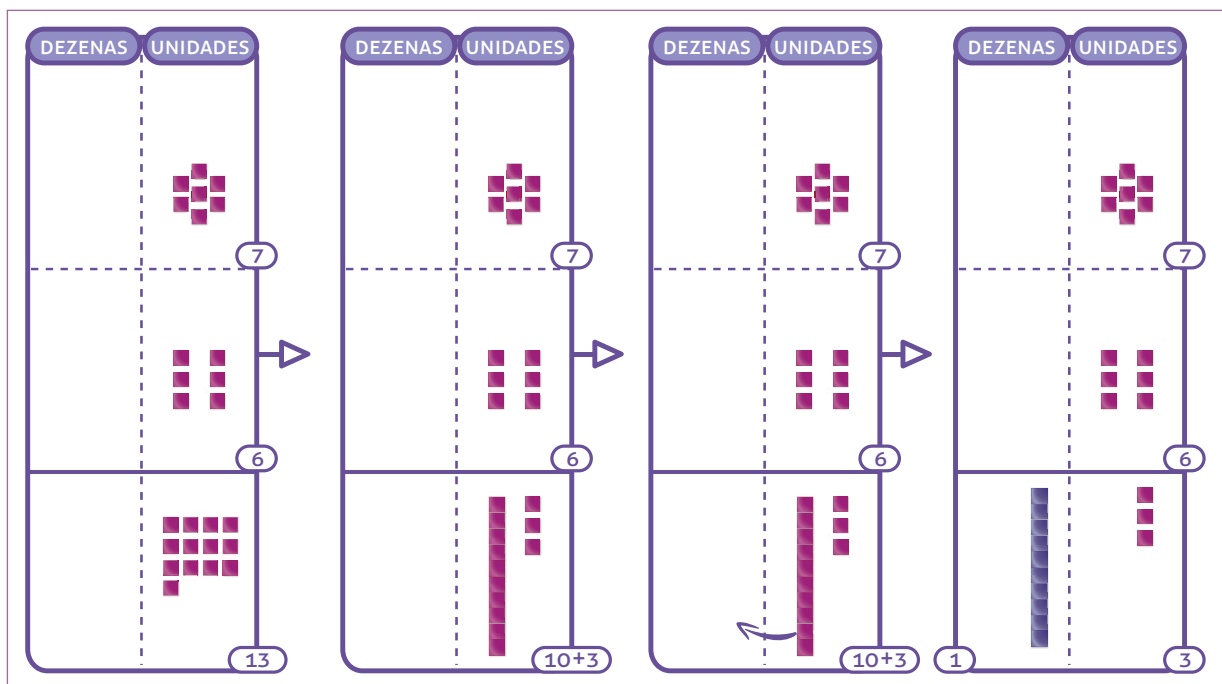 DEZENAS UNIDADES DEZENAS UNIDADES DEZENAS UNIDADES DEZENAS UNIDADES
7 7 7 7
6 6 6 6
13 10+3 10+3 1 3